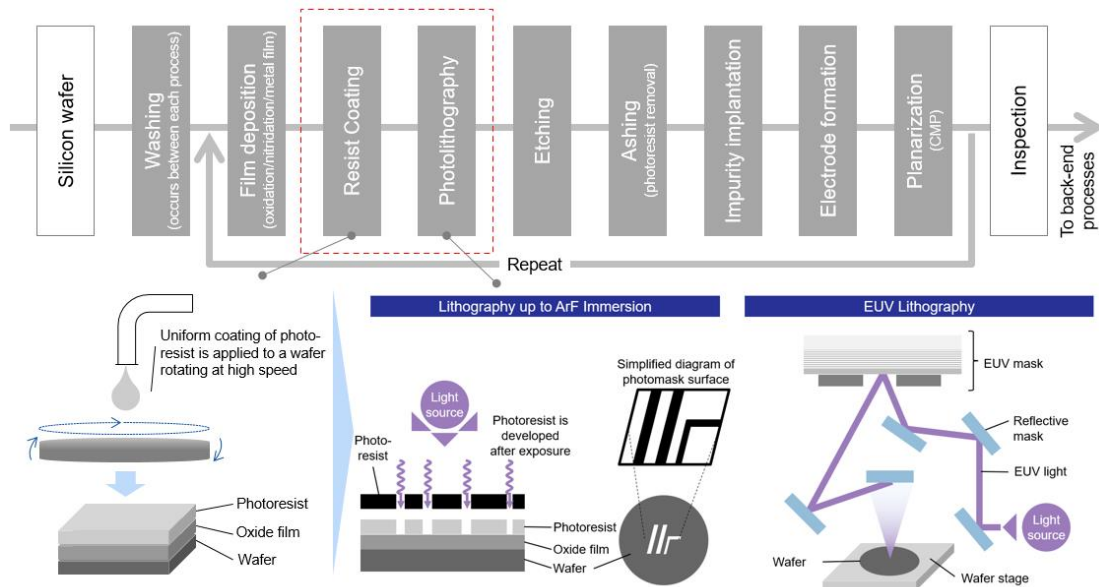 Silicon wafer
Washing
(occurs between each process)
Film deposition
(oxidation/nitridation/metal film)
Resist Coating
Photolithography
Etching
Ashing
(photoresist removal)
Impurity implantation
Electrode formation
Planarization
(CMP)
Inspection
To back-end
processes
Repeat
Uniform coating of photo-
resist is applied to a wafer
rotating at high speed
Photoresist
Oxide film
Wafer
Lithography up to ArF Immersion
Light
source
Photo-
resist
Photoresist is
developed
after exposure
Simplified diagram of
photomask surface
Photoresist
Oxide film
Wafer
EUV Lithography
EUV mask
Reflective
mask
EUV light
Light
source
Wafer
Wafer stage